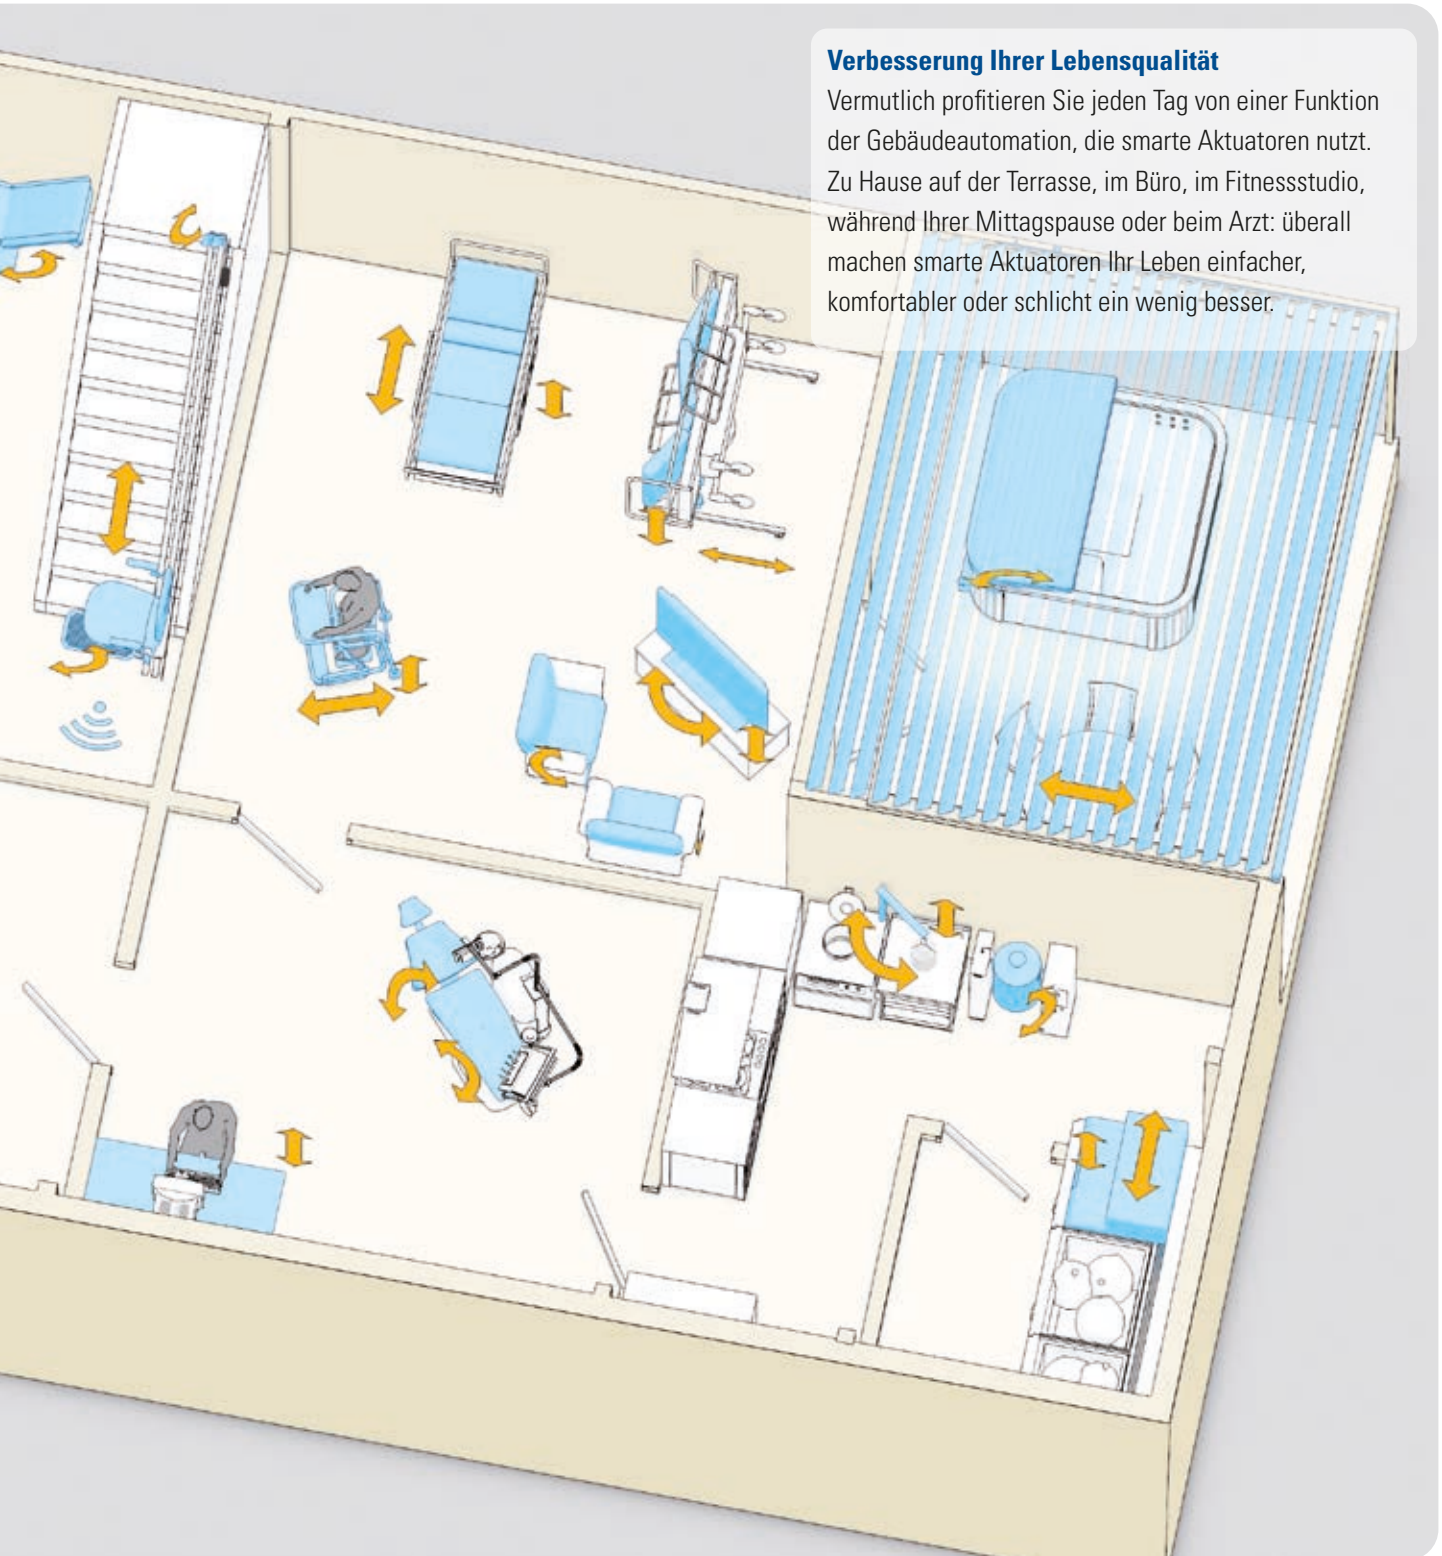 Verbesserung Ihrer Lebensqualität
Vermutlich profitieren Sie jeden Tag von einer Funktion
der Gebäudeautomation, die smarte Aktuatoren nutzt.
Zu Hause auf der Terrasse, im Büro, im Fitnessstudio,
während Ihrer Mittagspause oder beim Arzt: überall
machen smarte Aktuatoren Ihr Leben einfacher,
komfortabler oder schlicht ein wenig besser.